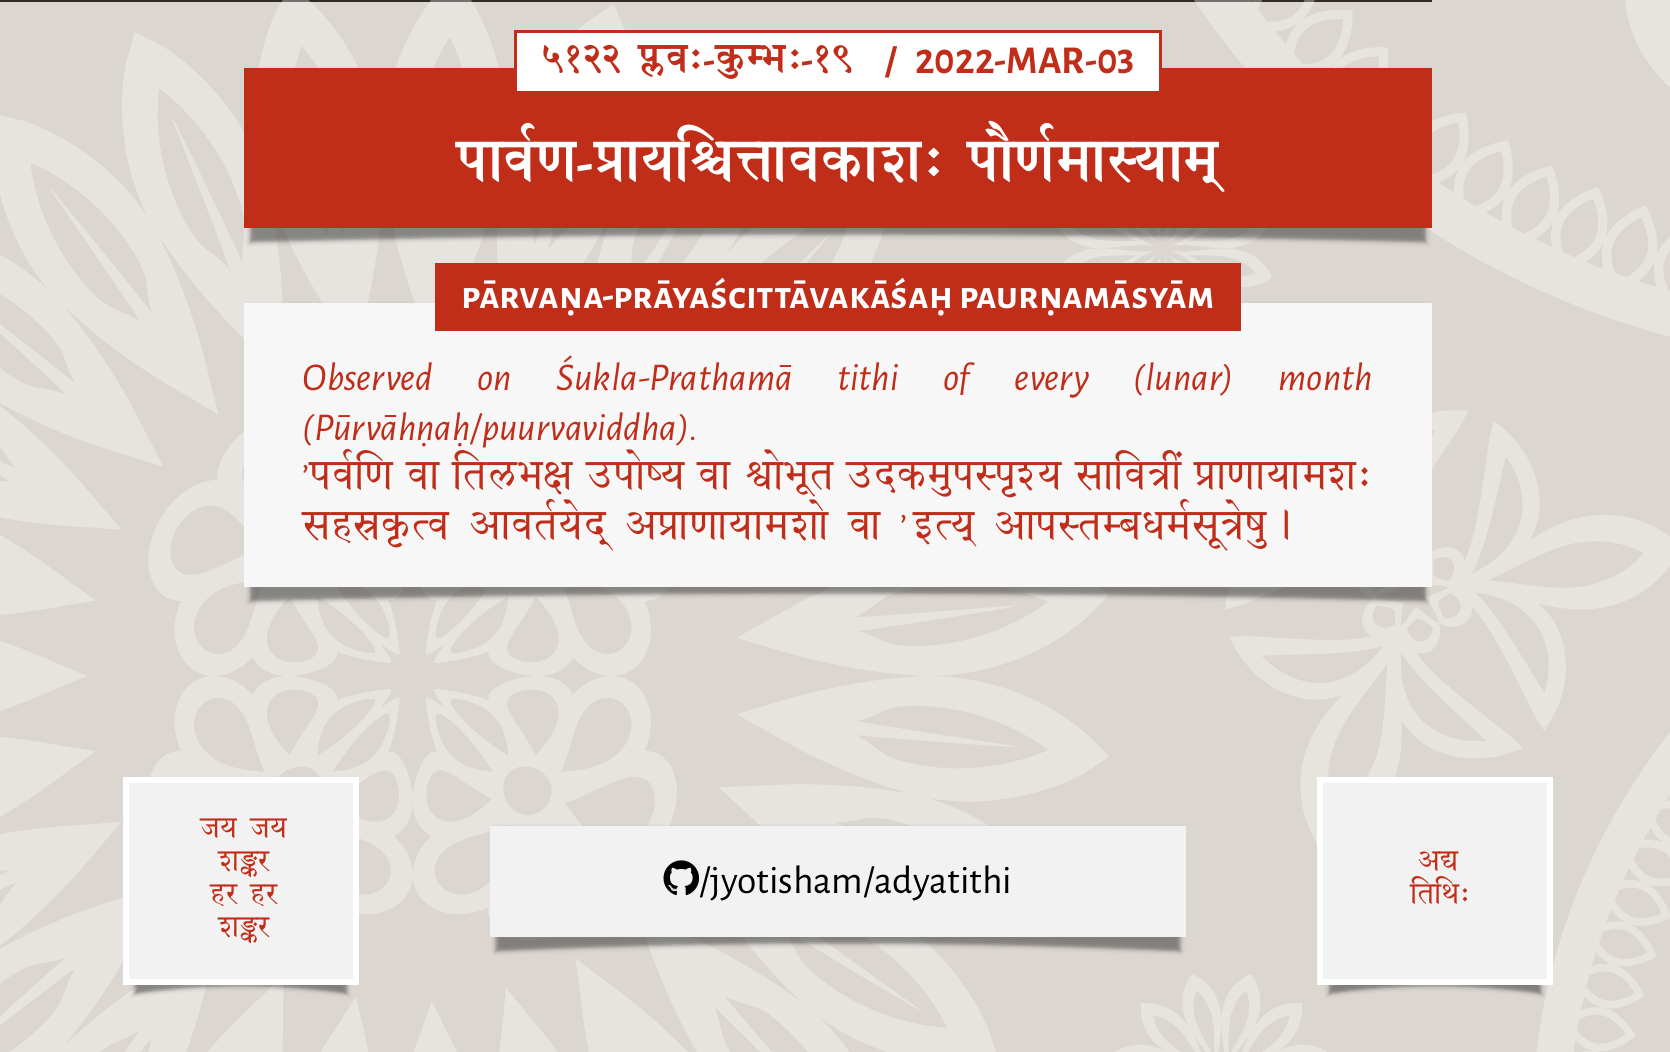 ५१२२ प्लवः-कुम्भः-१९ / 2022-MAR-03
पार्वण-प्रायश्चित्तावकाशः पौर्णमास्याम्
PĀRVAṆA-PRĀYAŚCITTĀVAKĀŚAḤ PAURṆAMĀSYĀM
Observed on Śukla-Prathamā tithi of every (lunar) month
(Pūrvāhṇaḥ/puurvaviddha).
’पर्वणि वा तिलभक्ष उपोष्य वा श्वोभूत उदकमुपस्पृश्य सावित्रीं प्राणायामशः
सहस्रकृत्व आवर्तयेद् अप्राणायामशो वा ’इत्य् आपस्तम्बधर्मसूत्रेषु।
जय जय
शङ्कर
हर हर
शङ्कर
/jyotisham/adyatithi
अद्य
तिथिः